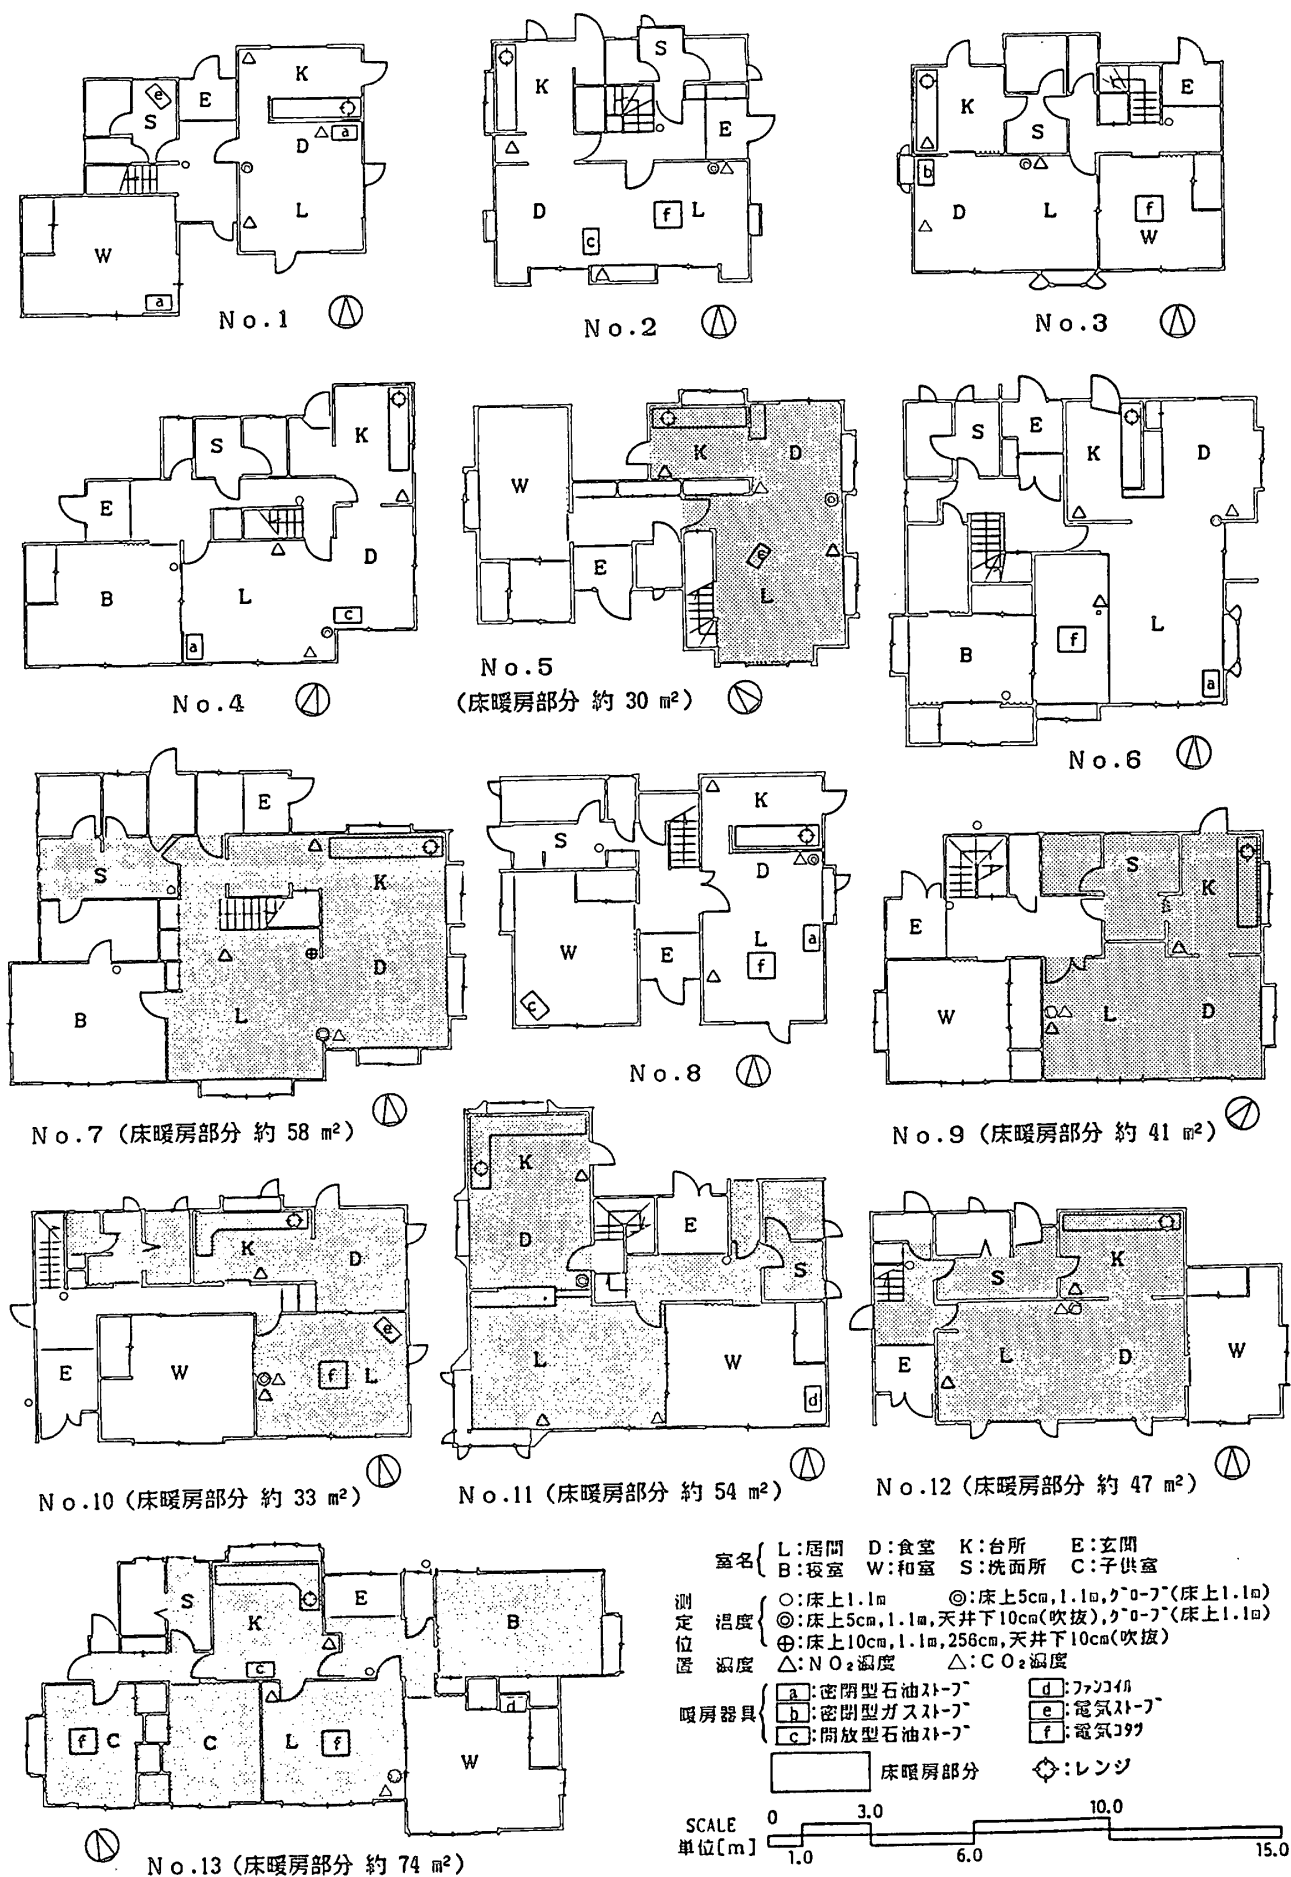 K
E
S
e
D
a
L
W
a
No.1
S
K
E
D
f
L
c
No.2
E
K
S
b
D
L
f
W
No.3
K
S
E
D
B
L
c
a
No.4
K
D
W
E
e
L
No.5
(床暖房部分 約 30 m²)
S
E
K
D
L
B
f
a
No.6
E
S
K
D
B
L
No.7 (床暖房部分 約 58 m²)
K
S
D
L
a
W
E
f
c
No.8
S
K
E
W
L
D
No.9 (床暖房部分 約 41 m²)
K
D
e
E
W
f
L
No.10 (床暖房部分 約 33 m²)
K
E
D
S
L
W
d
No.11 (床暖房部分 約 54 m²)
K
S
E
L
D
W
No.12 (床暖房部分 約 47 m²)
S
E
K
B
c
d
f
C
C
L
f
W
No.13 (床暖房部分 約 74 m²)
室名 L:居間 D:食堂 K:台所 E:玄関
B:寝室 W:和室 S:洗面所 C:子供室
測定位置
温度 ○:床上1.1m ◎:床上5cm,1.1m,グローブ(床上1.1m)
◎:床上5cm,1.1m,天井下10cm(吹抜),グローブ(床上1.1m)
⊕:床上10cm,1.1m,256cm,天井下10cm(吹抜)
濃度 △:NO₂濃度 △:CO₂濃度
暖房器具 a:密閉型石油ストーブ d:ファンコイル
b:密閉型ガスストーブ e:電気ストーブ
c:開放型石油ストーブ f:電気コタツ
床暖房部分 :レンジ
SCALE 0 3.0 10.0
単位[m] 1.0 6.0 15.0